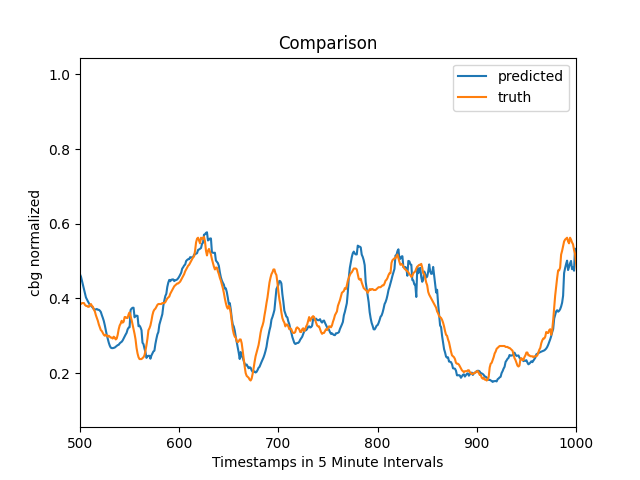 Comparison
predicted
truth
cbg normalized
1.0
0.8
0.6
0.4
0.2
500 600 700 800 900 1000
Timestamps in 5 Minute Intervals